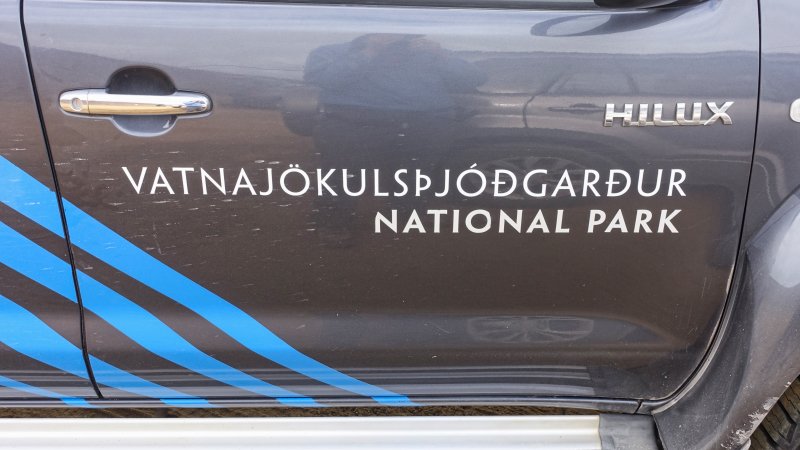 HILUX
VATNAJÖKULSÞJÓÐGARÐUR
NATIONAL PARK